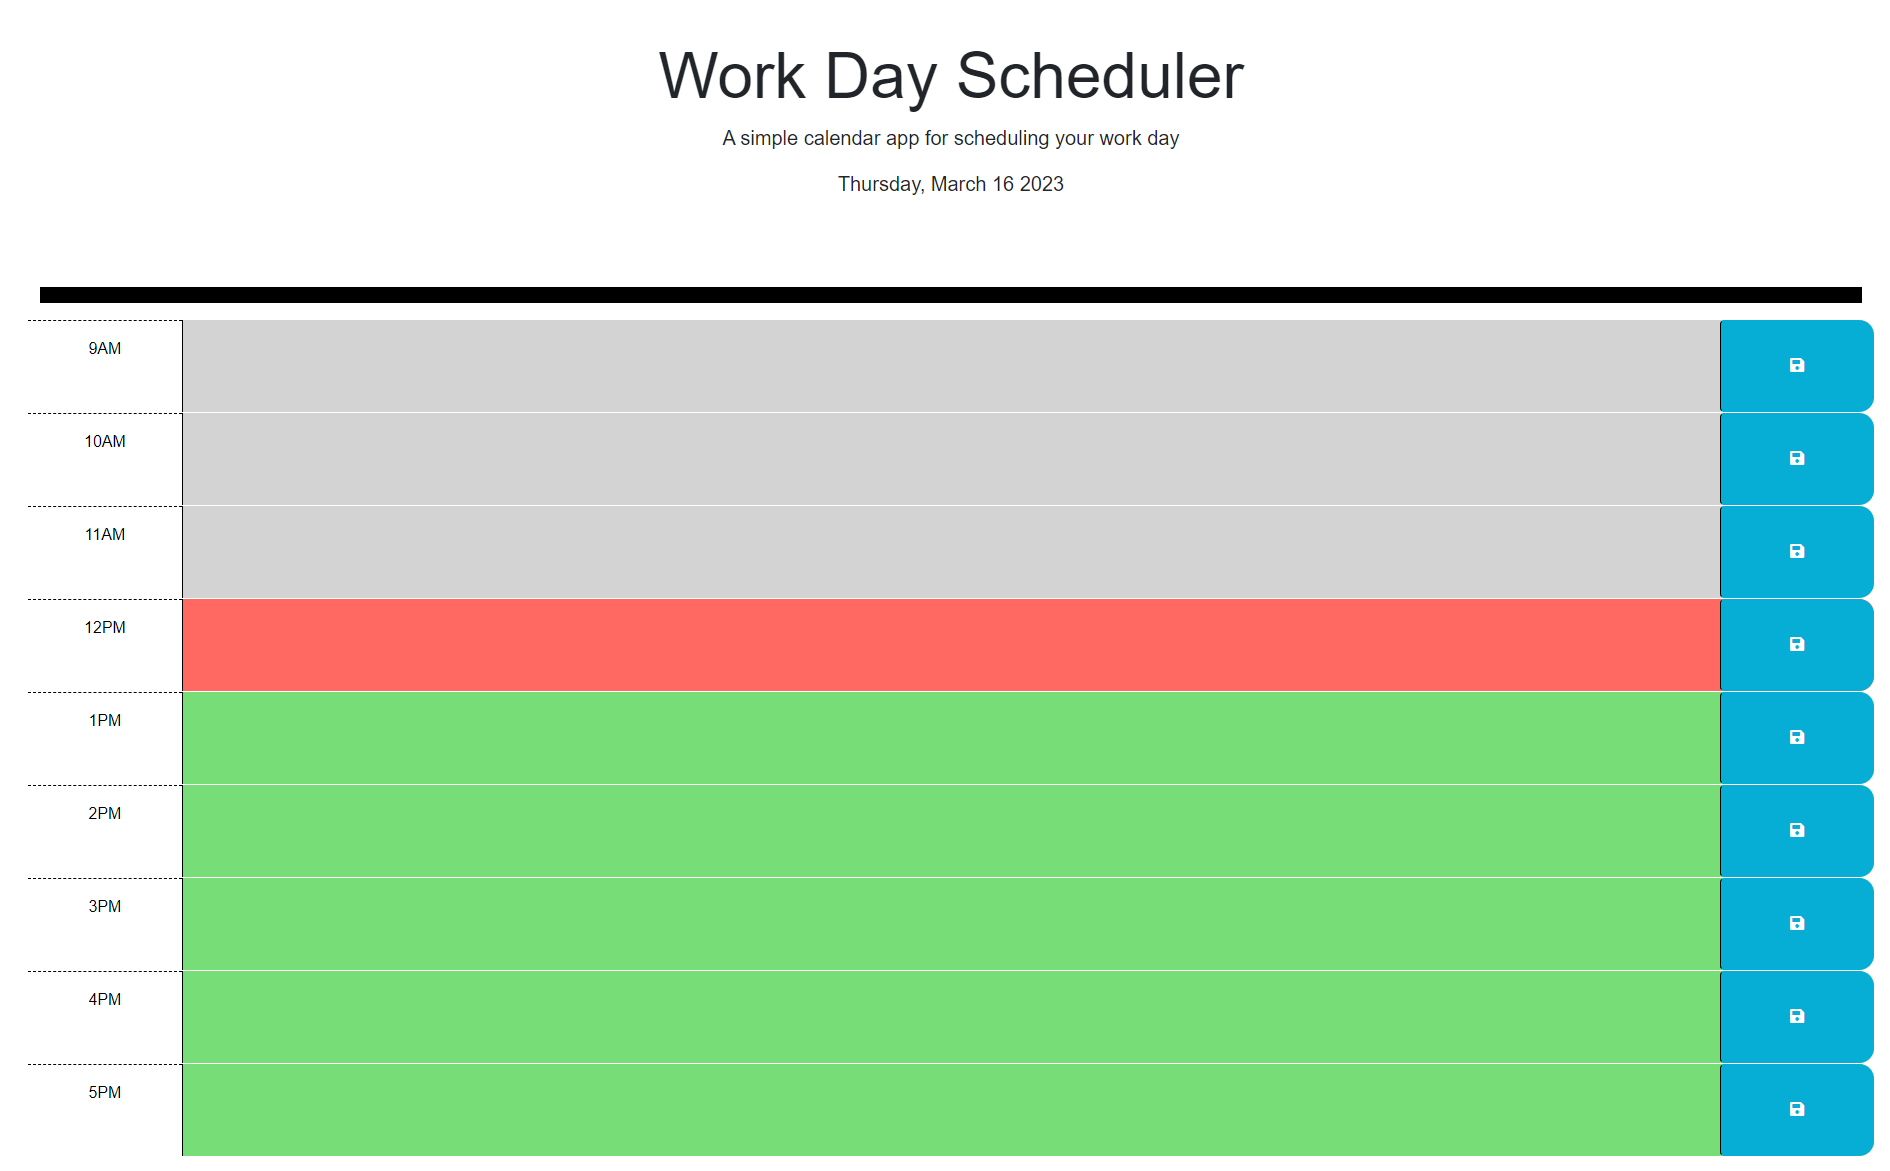 Work Day Scheduler
A simple calendar app for scheduling your work day
Thursday, March 16 2023
9AM
10AM
11AM
12PM
1PM
2PM
3PM
4PM
5PM